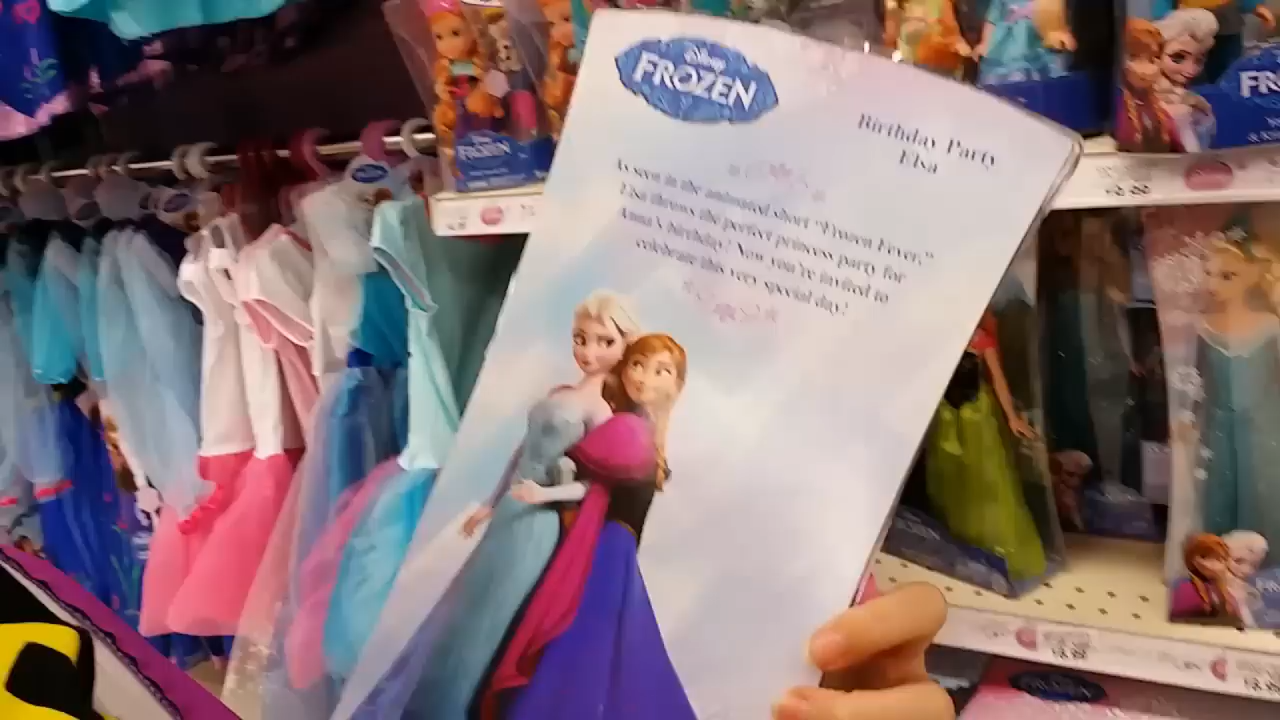 Disney
FROZEN
Birthday Party
Elsa
As seen in the animated short "Frozen Fever,"
Elsa throws the perfect princess party for
Anna's birthday! Now you're invited to
celebrate this very special day!
FROZEN